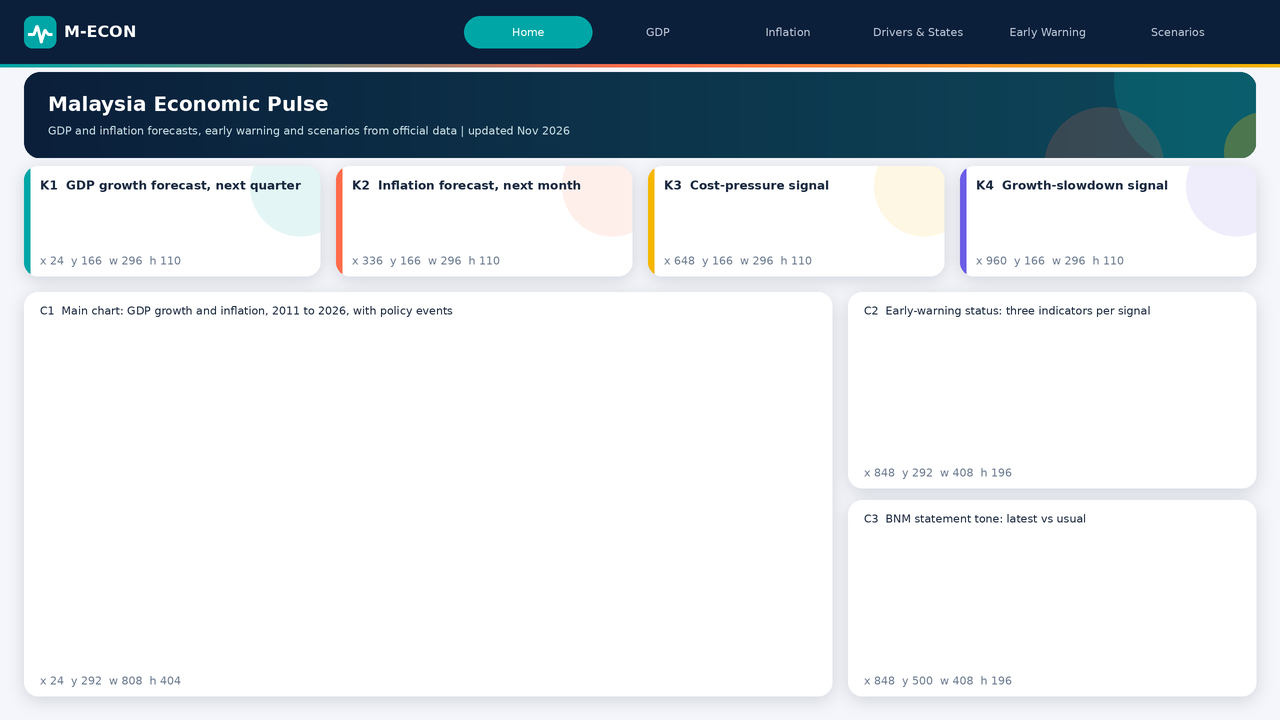 M-ECON
Home
GDP
Inflation
Drivers & States
Early Warning
Scenarios
Malaysia Economic Pulse
GDP and inflation forecasts, early warning and scenarios from official data | updated Nov 2026
K1 GDP growth forecast, next quarter
x 24 y 166 w 296 h 110
K2 Inflation forecast, next month
x 336 y 166 w 296 h 110
K3 Cost-pressure signal
x 648 y 166 w 296 h 110
K4 Growth-slowdown signal
x 960 y 166 w 296 h 110
C1 Main chart: GDP growth and inflation, 2011 to 2026, with policy events
x 24 y 292 w 808 h 404
C2 Early-warning status: three indicators per signal
x 848 y 292 w 408 h 196
C3 BNM statement tone: latest vs usual
x 848 y 500 w 408 h 196